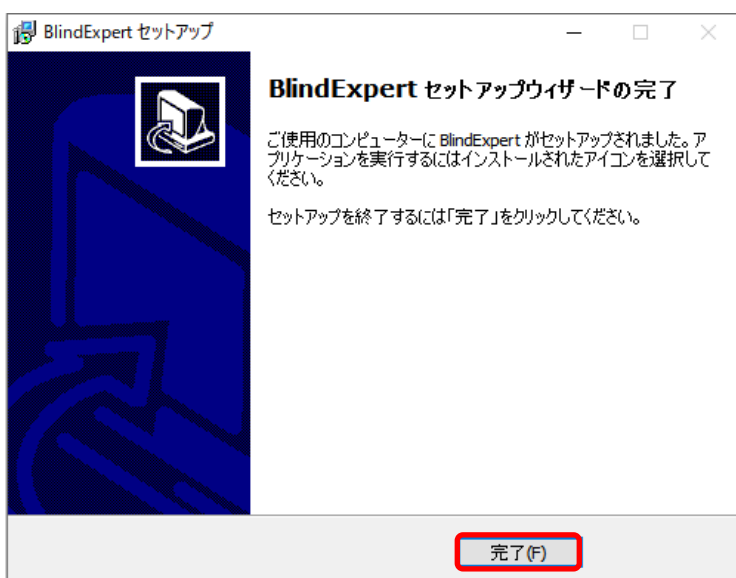 BlindExpert セットアップ
BlindExpert セットアップウィザードの完了
ご使用のコンピューターに BlindExpert がセットアップされました。ア
プリケーションを実行するにはインストールされたアイコンを選択して
ください。
セットアップを終了するには「完了」をクリックしてください。
完了(F)